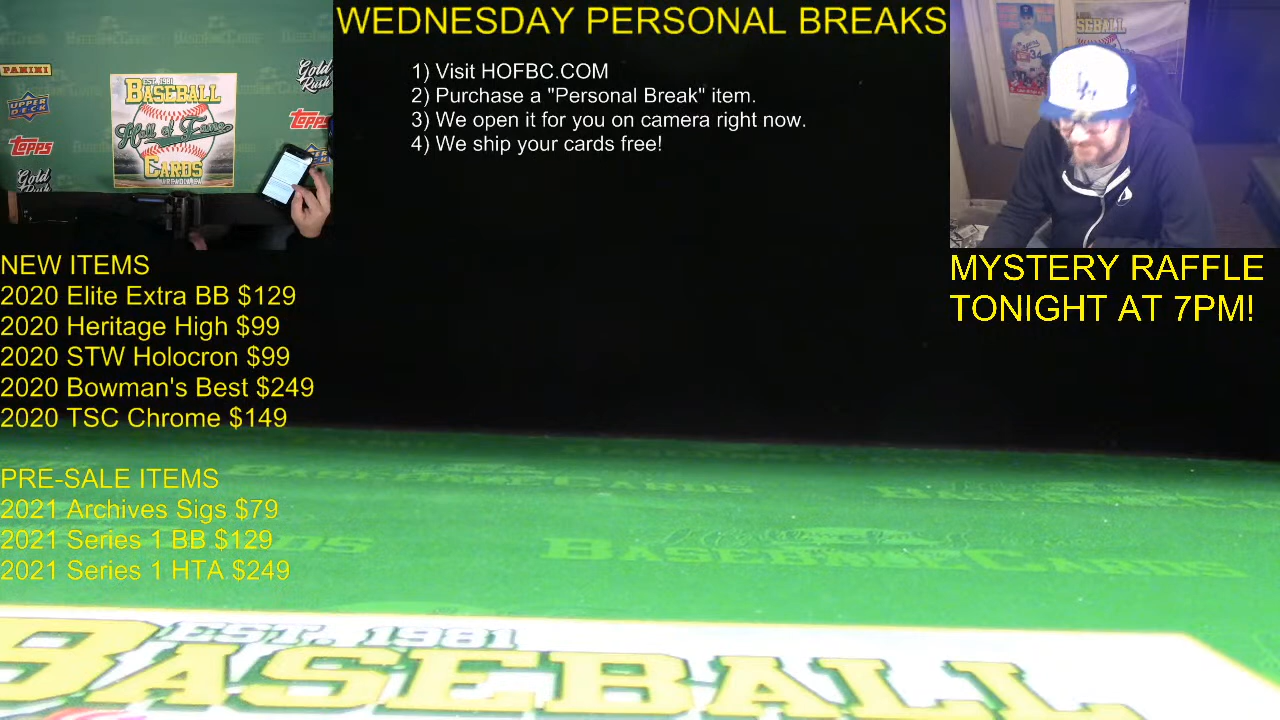 WEDNESDAY PERSONAL BREAKS
1) Visit HOFBC.COM
2) Purchase a "Personal Break" item.
3) We open it for you on camera right now.
4) We ship your cards free!
PANINI
UPPER DECK
Topps
Gold Rush
EST. 1981
BASEBALL
Hall of Fame
CARDS
Gold Rush
Topps
34
NEW ITEMS
2020 Elite Extra BB $129
2020 Heritage High $99
2020 STW Holocron $99
2020 Bowman's Best $249
2020 TSC Chrome $149
PRE-SALE ITEMS
2021 Archives Sigs $79
2021 Series 1 BB $129
2021 Series 1 HTA $249
MYSTERY RAFFLE
TONIGHT AT 7PM!
BASEBALL CARDS
EST. 1981
BASEBALL